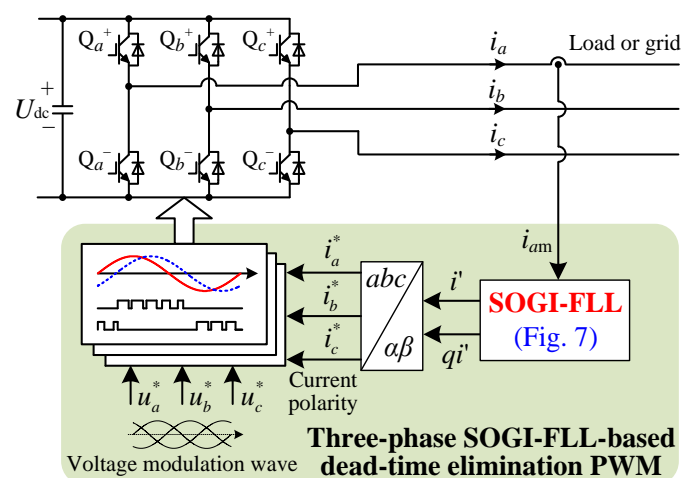 Qa+ Qb+ Qc+
ia
Load or grid
+
Udc
−
ib
ic
Qa− Qb− Qc−
iam
ia*
ib*
ic*
abc
αβ
i'
qi'
SOGI-FLL
(Fig. 7)
ua* ub* uc*
Current
polarity
Voltage modulation wave
Three-phase SOGI-FLL-based
dead-time elimination PWM